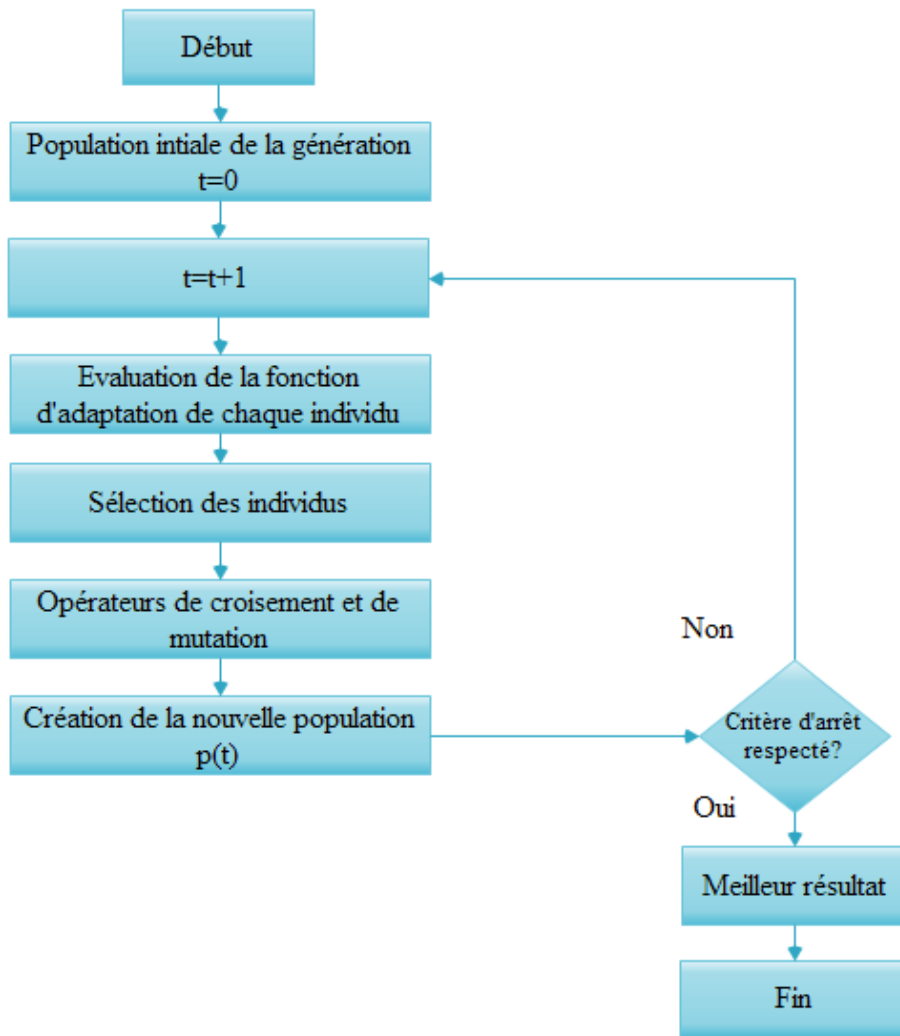 Début
Population intiale de la génération
t=0
t=t+1
Evaluation de la fonction
d'adaptation de chaque individu
Sélection des individus
Opérateurs de croisement et de
mutation
Création de la nouvelle population
p(t)
Non
Critère d'arrêt
respecté?
Oui
Meilleur résultat
Fin